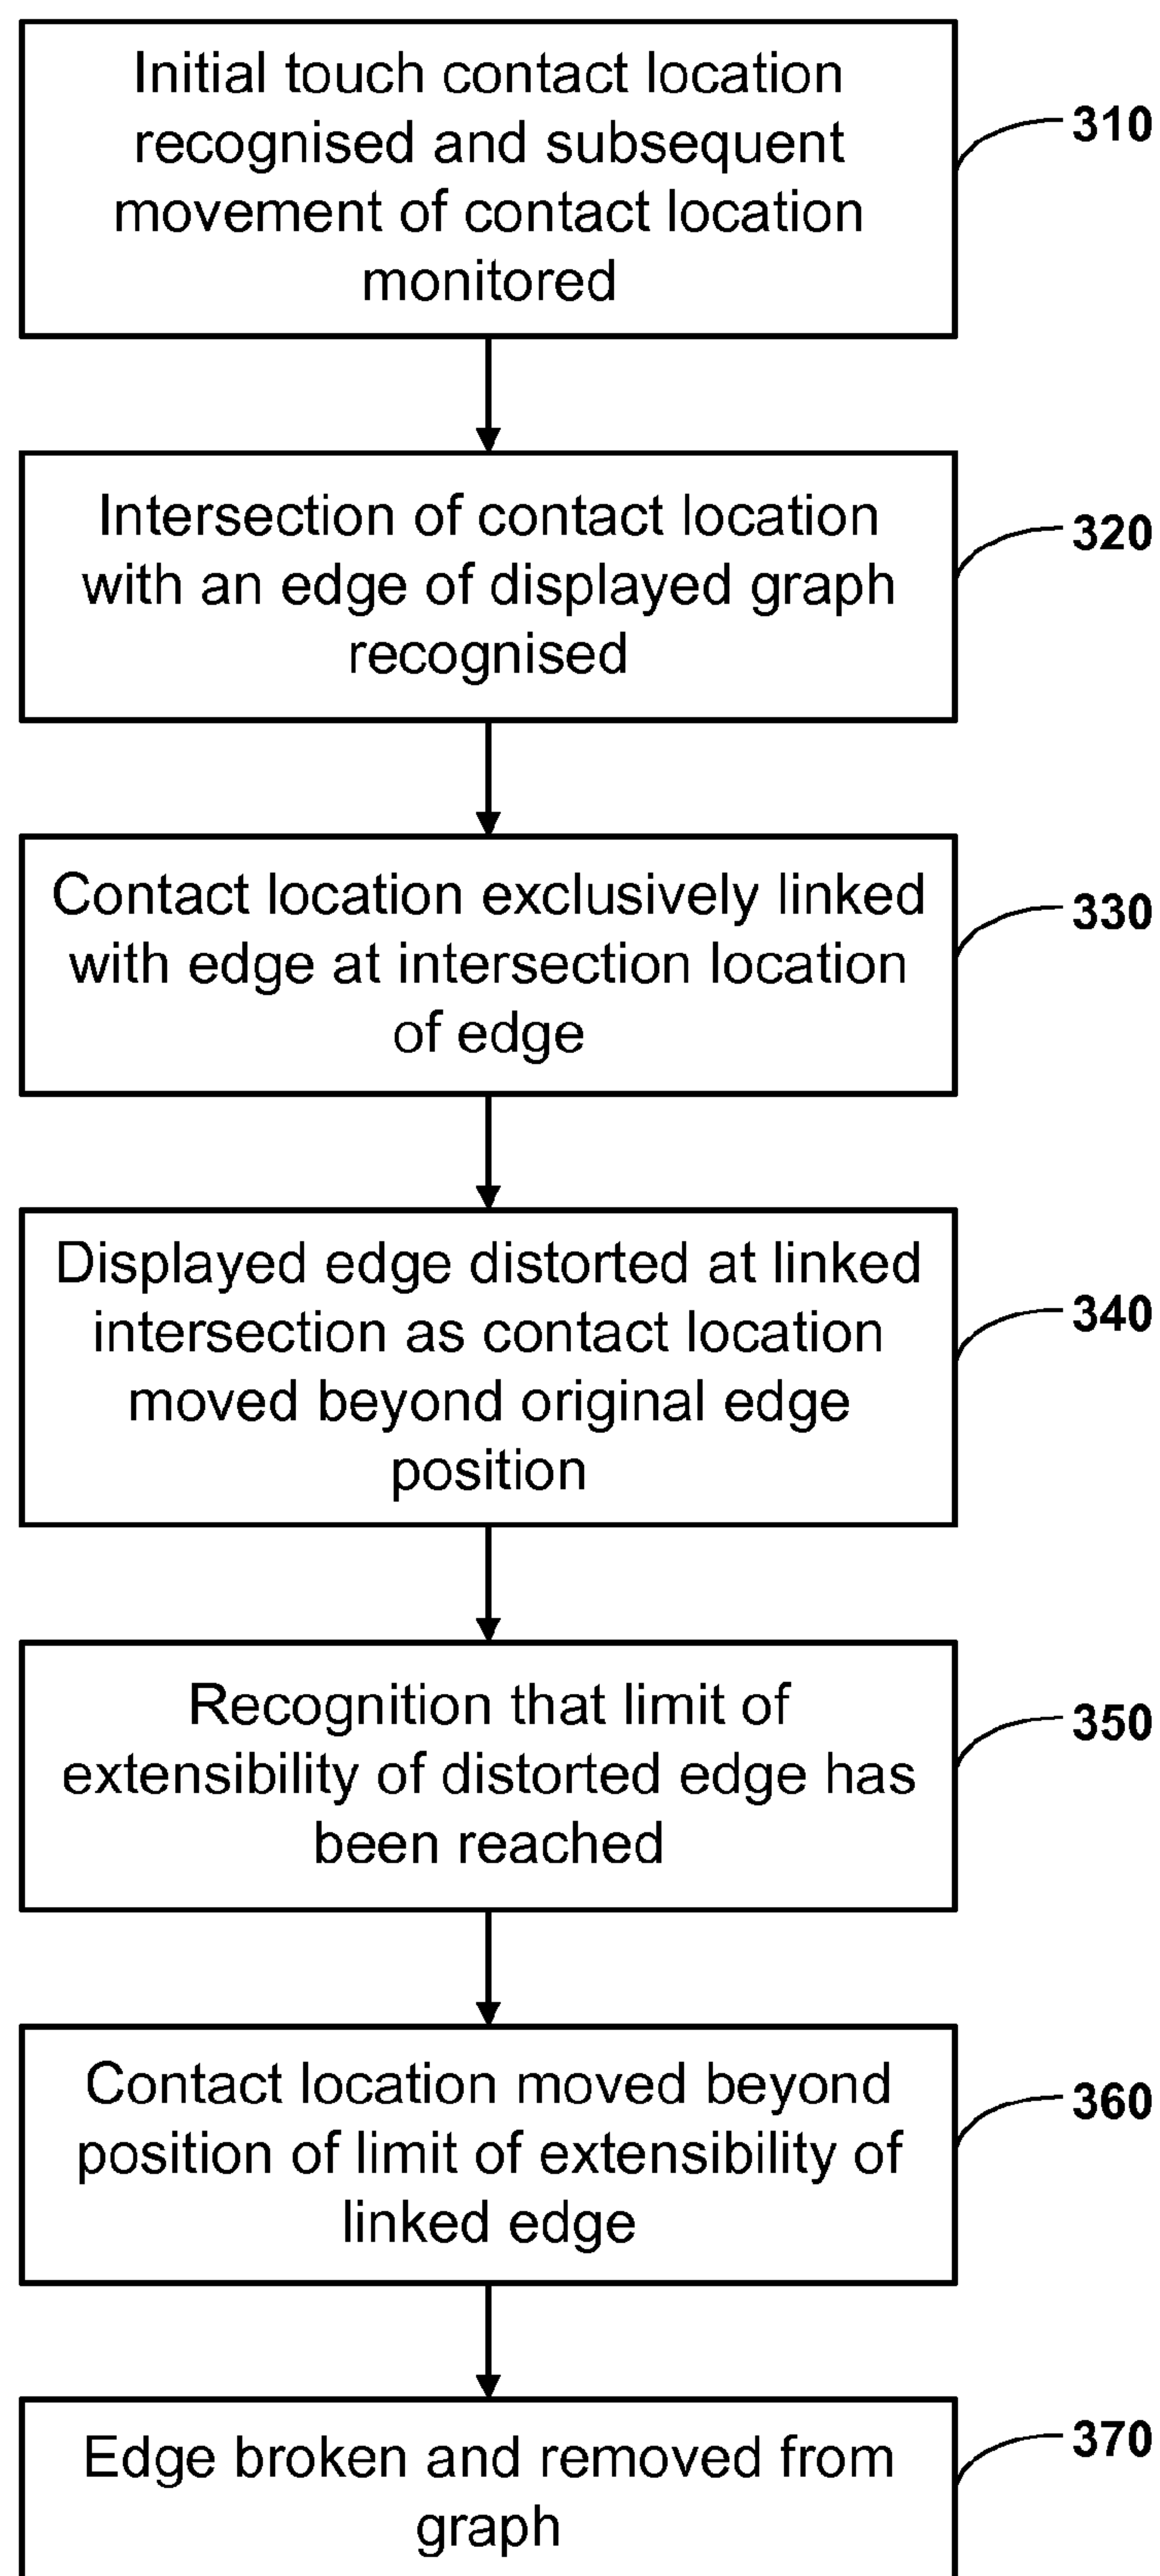 Initial touch contact location
recognised and subsequent
movement of contact location
monitored
310
Intersection of contact location
with an edge of displayed graph
recognised
320
Contact location exclusively linked
with edge at intersection location
of edge
330
Displayed edge distorted at linked
intersection as contact location
moved beyond original edge
position
340
Recognition that limit of
extensibility of distorted edge has
been reached
350
Contact location moved beyond
position of limit of extensibility of
linked edge
360
Edge broken and removed from
graph
370